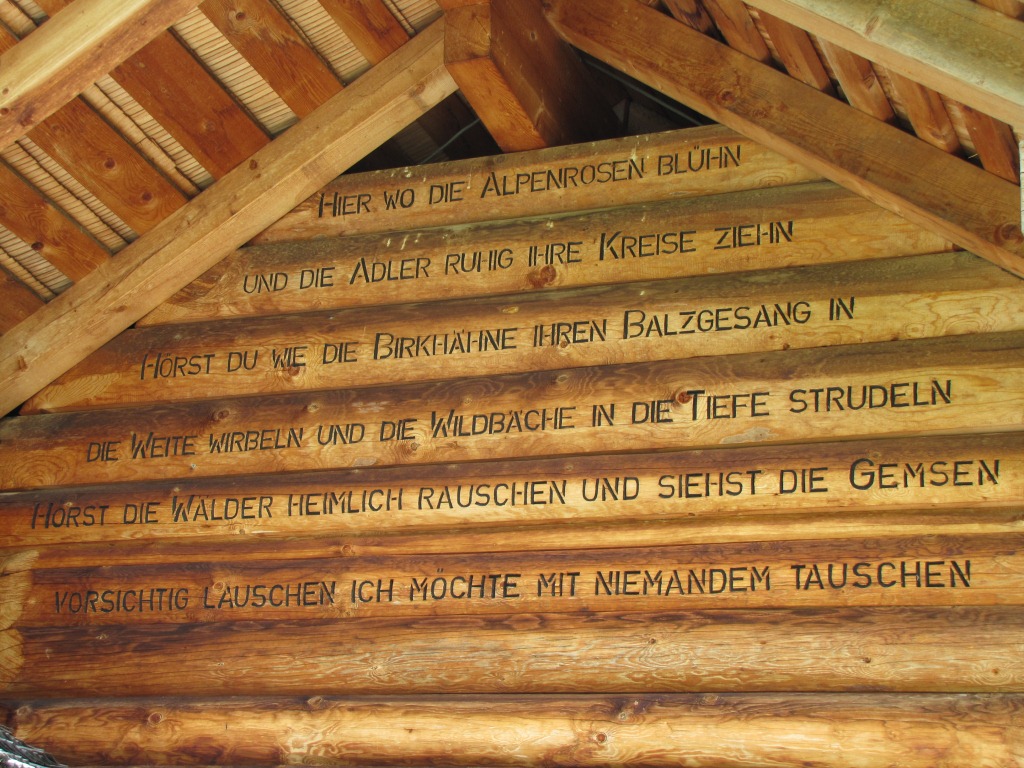 HIER WO DIE ALPENROSEN BLÜHN
UND DIE ADLER RUHIG IHRE KREISE ZIEHN
HÖRST DU WIE DIE BIRKHÄHNE IHREN BALZGESANG IN
DIE WEITE WIRBELN UND DIE WILDBÄCHE IN DIE TIEFE STRUDELN
HÖRST DIE WÄLDER HEIMLICH RAUSCHEN UND SIEHST DIE GEMSEN
VORSICHTIG LAUSCHEN ICH MÖCHTE MIT NIEMANDEM TAUSCHEN